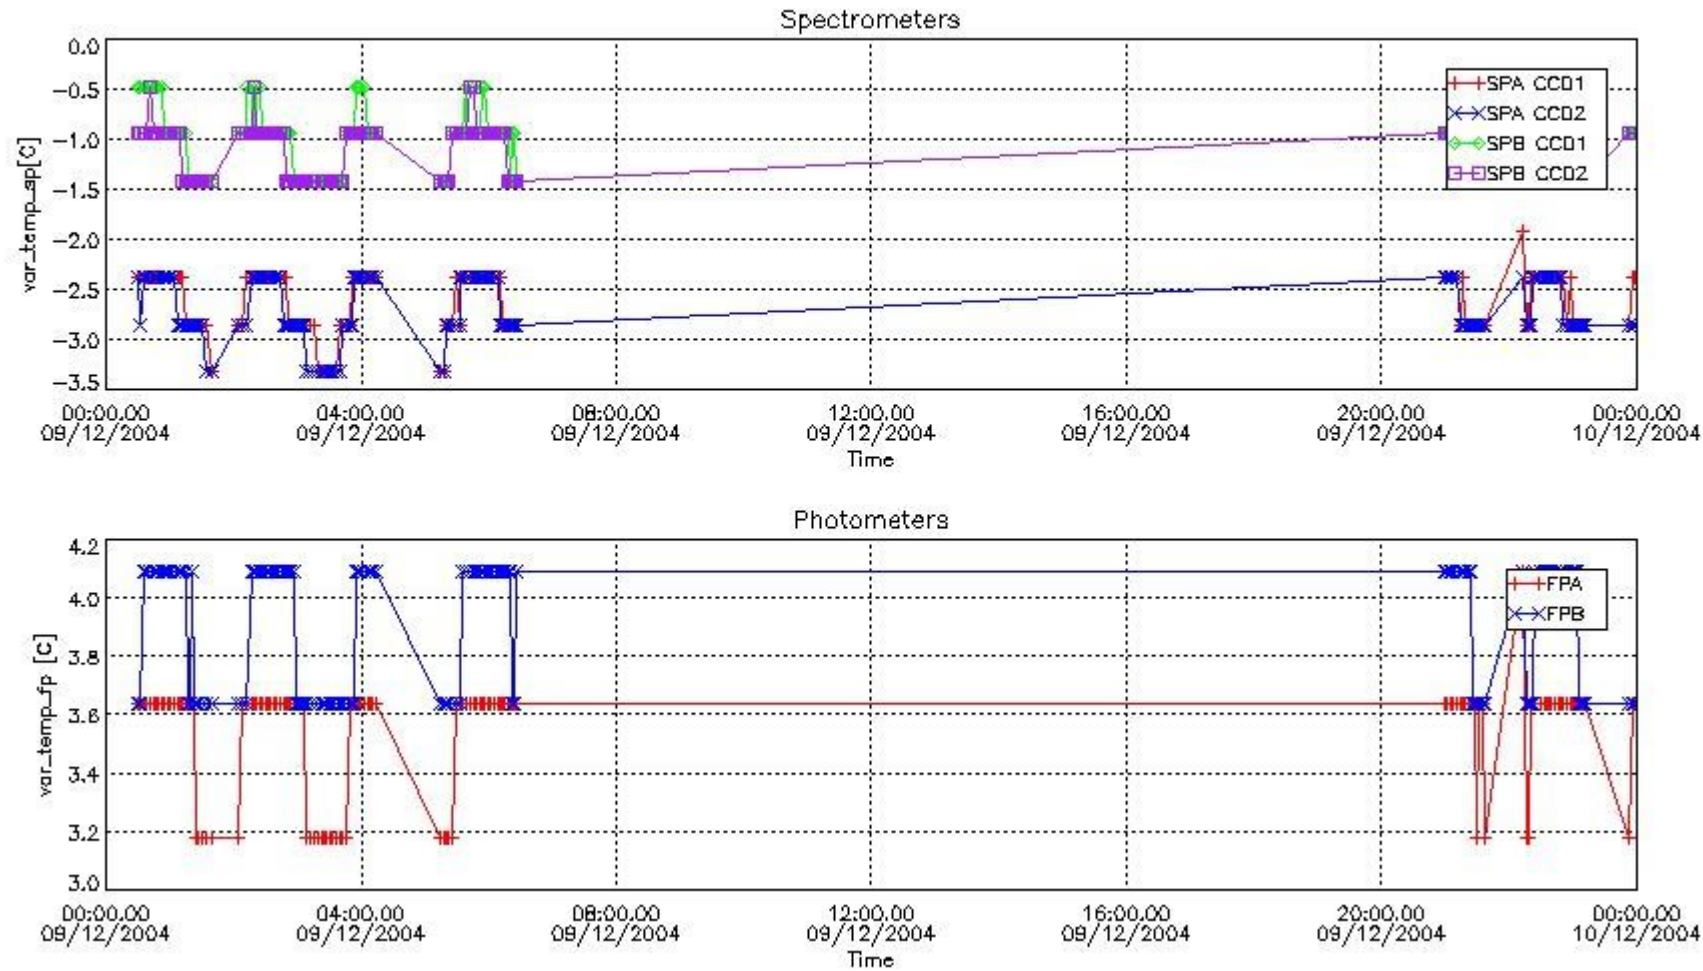 Spectrometers
0.0
-0.5
-1.0
-1.5
-2.0
-2.5
-3.0
-3.5
var_temp_sp[C]
SPA CCD1
SPA CCD2
SPB CCD1
SPB CCD2
00:00.00 04:00.00 08:00.00 12:00.00 16:00.00 20:00.00 00:00.00
09/12/2004 09/12/2004 09/12/2004 09/12/2004 09/12/2004 09/12/2004 10/12/2004
Time
Photometers
4.2
4.0
3.8
3.6
3.4
3.2
3.0
var_temp_fp [C]
FPA
FPB
00:00.00 04:00.00 08:00.00 12:00.00 16:00.00 20:00.00 00:00.00
09/12/2004 09/12/2004 09/12/2004 09/12/2004 09/12/2004 09/12/2004 10/12/2004
Time